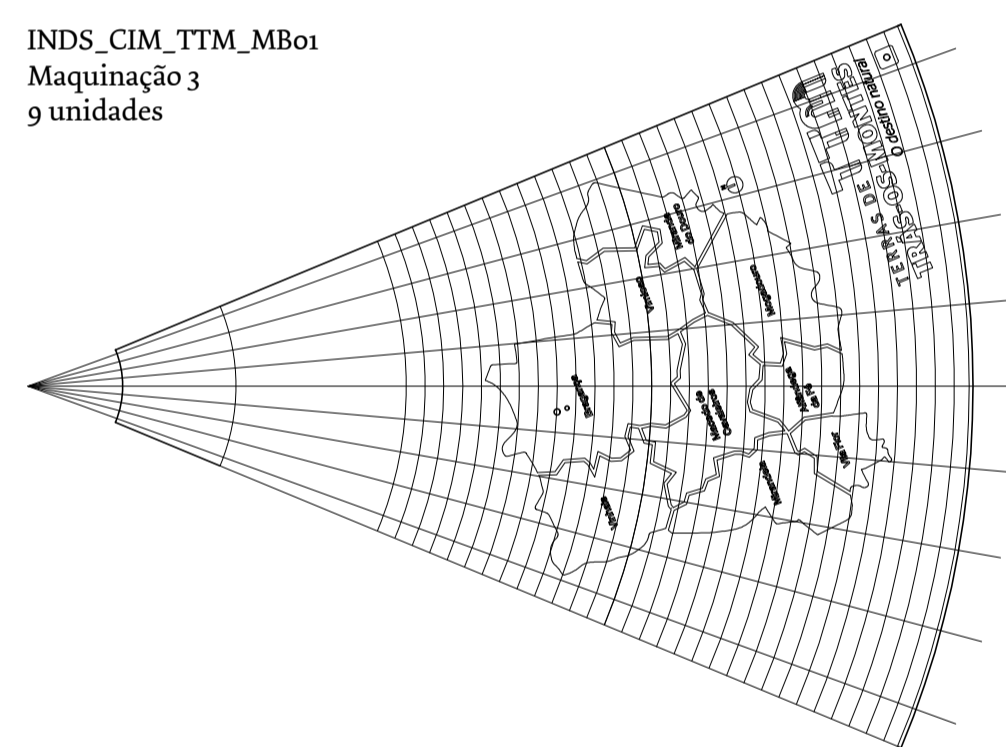 INDS_CIM_TTM_MB01
Maquinação 3
9 unidades
O destino natural
TERRAS DE
TRÁS-OS-MONTES
Miranda
do Douro
Vimioso
Mogadouro
Bragança
Macedo de
Cavaleiros
Alfândega
da Fé
Vila Flor
Mirandela
Vinhais